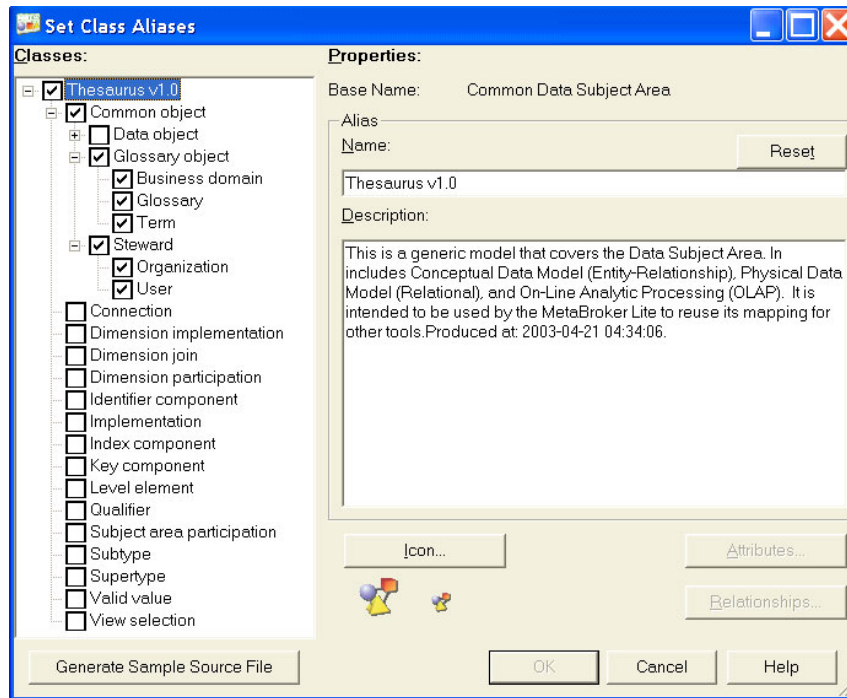 Set Class Aliases
Classes:
Thesaurus v1.0
Common object
Data object
Glossary object
Business domain
Glossary
Term
Steward
Organization
User
Connection
Dimension implementation
Dimension join
Dimension participation
Identifier component
Implementation
Index component
Key component
Level element
Qualifier
Subject area participation
Subtype
Supertype
Valid value
View selection
Generate Sample Source File
Properties:
Base Name: Common Data Subject Area
Alias
Name:
Reset
Thesaurus v1.0
Description:
This is a generic model that covers the Data Subject Area. In
includes Conceptual Data Model (Entity-Relationship), Physical Data
Model (Relational), and On-Line Analytic Processing (OLAP).  It is
intended to be used by the MetaBroker Lite to reuse its mapping for
other tools.Produced at: 2003-04-21 04:34:06.
Icon...
Attributes...
Relationships...
OK
Cancel
Help